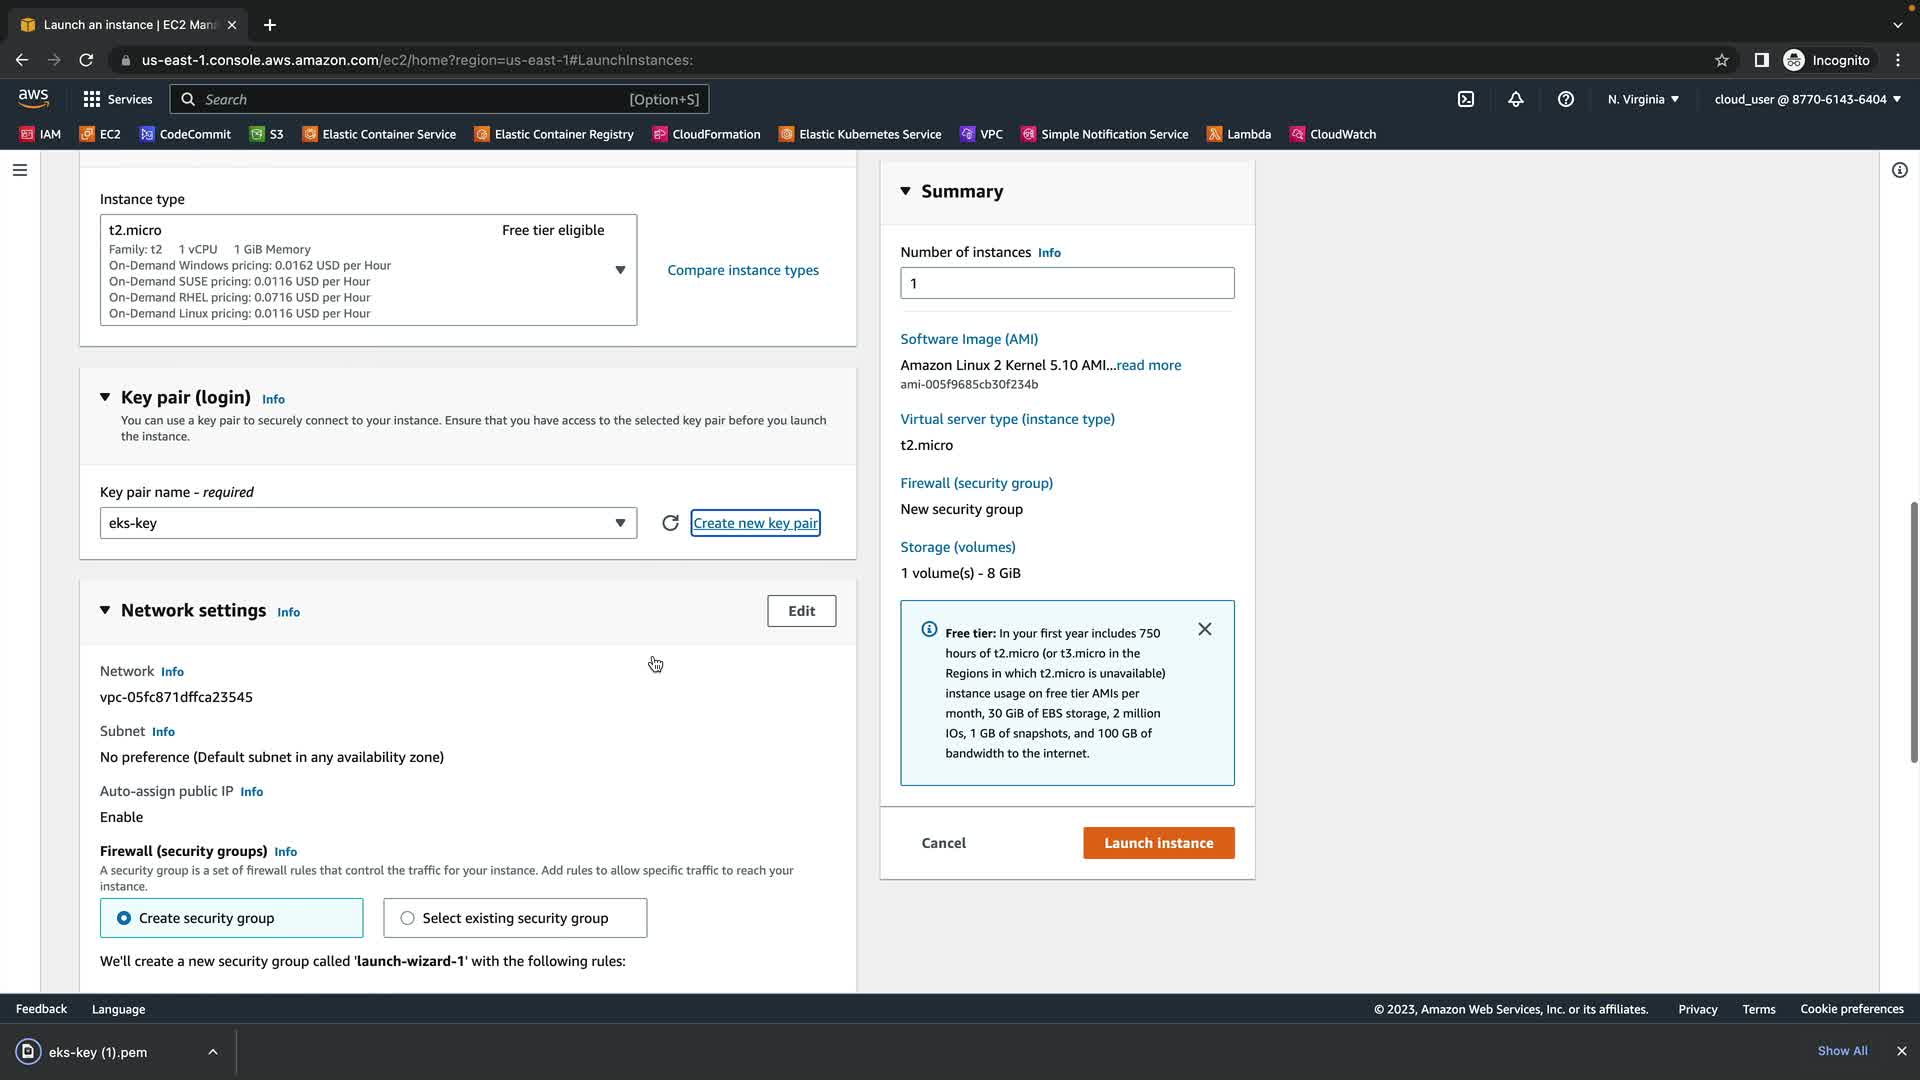 Launch an instance | EC2 Man
us-east-1.console.aws.amazon.com/ec2/home?region=us-east-1#LaunchInstances:
Incognito
aws
Services
Search
[Option+S]
N. Virginia
cloud_user @ 8770-6143-6404
IAM
EC2
CodeCommit
S3
Elastic Container Service
Elastic Container Registry
CloudFormation
Elastic Kubernetes Service
VPC
Simple Notification Service
Lambda
CloudWatch
Instance type
t2.micro
Free tier eligible
Family: t2 1 vCPU 1 GiB Memory
On-Demand Windows pricing: 0.0162 USD per Hour
On-Demand SUSE pricing: 0.0116 USD per Hour
On-Demand RHEL pricing: 0.0716 USD per Hour
On-Demand Linux pricing: 0.0116 USD per Hour
Compare instance types
Key pair (login) Info
You can use a key pair to securely connect to your instance. Ensure that you have access to the selected key pair before you launch
the instance.
Key pair name - required
eks-key
Create new key pair
Network settings Info
Edit
Network Info
vpc-05fc871dffca23545
Subnet Info
No preference (Default subnet in any availability zone)
Auto-assign public IP Info
Enable
Firewall (security groups) Info
A security group is a set of firewall rules that control the traffic for your instance. Add rules to allow specific traffic to reach your
instance.
Create security group
Select existing security group
We'll create a new security group called 'launch-wizard-1' with the following rules:
Summary
Number of instances Info
1
Software Image (AMI)
Amazon Linux 2 Kernel 5.10 AMI...read more
ami-005f9685cb30f234b
Virtual server type (instance type)
t2.micro
Firewall (security group)
New security group
Storage (volumes)
1 volume(s) - 8 GiB
Free tier: In your first year includes 750
hours of t2.micro (or t3.micro in the
Regions in which t2.micro is unavailable)
instance usage on free tier AMIs per
month, 30 GiB of EBS storage, 2 million
IOs, 1 GB of snapshots, and 100 GB of
bandwidth to the internet.
Cancel
Launch instance
Feedback
Language
© 2023, Amazon Web Services, Inc. or its affiliates.
Privacy
Terms
Cookie preferences
eks-key (1).pem
Show All